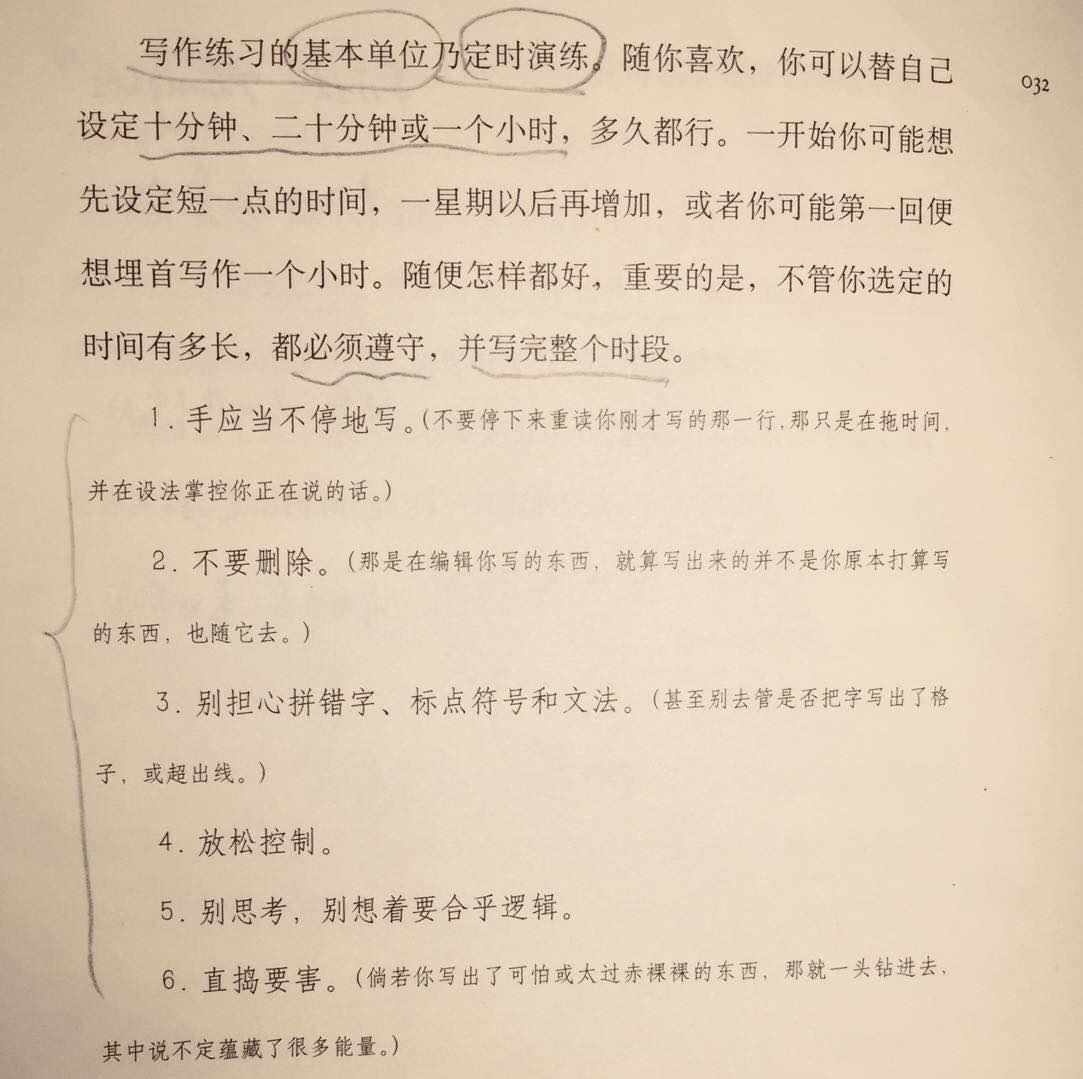 写作练习的基本单位乃定时演练。随你喜欢，你可以替自己
032
设定十分钟、二十分钟或一个小时，多久都行。一开始你可能想
先设定短一点的时间，一星期以后再增加，或者你可能第一回便
想埋首写作一个小时。随便怎样都好，重要的是，不管你选定的
时间有多长，都必须遵守，并写完整个时段。
1. 手应当不停地写。（不要停下来重读你刚才写的那一行，那只是在拖时间，
并在设法掌控你正在说的话。）
2. 不要删除。（那是在编辑你写的东西，就算写出来的并不是你原本打算写
的东西，也随它去。）
3. 别担心拼错字、标点符号和文法。（甚至别去管是否把字写出了格
子，或超出线。）
4. 放松控制。
5. 别思考，别想着要合乎逻辑。
6. 直捣要害。（倘若你写出了可怕或太过赤裸裸的东西，那就一头钻进去，
其中说不定蕴藏了很多能量。）